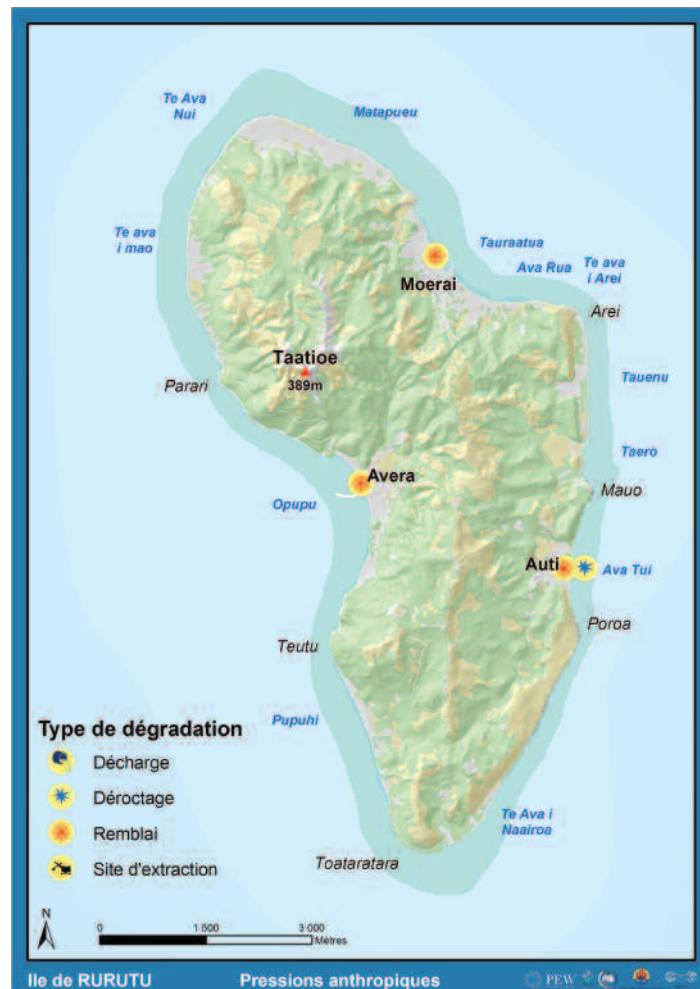 Te Ava
Nui
Matapueu
Te ava
i mao
Tauraatua
Ava Rua
Te ava
i Arei
Moerai
Arei
Taatioe
389m
Parari
Tauenu
Taero
Avera
Mauo
Opupu
Auti
Ava Tui
Poroa
Teutu
Pupuhi
Te Ava i
Naairoa
Toataratara
Type de dégradation
Décharge
Déroctage
Remblai
Site d'extraction
N
0 1 500 3 000
Mètres
Ile de RURUTU Pressions anthropiques PEW